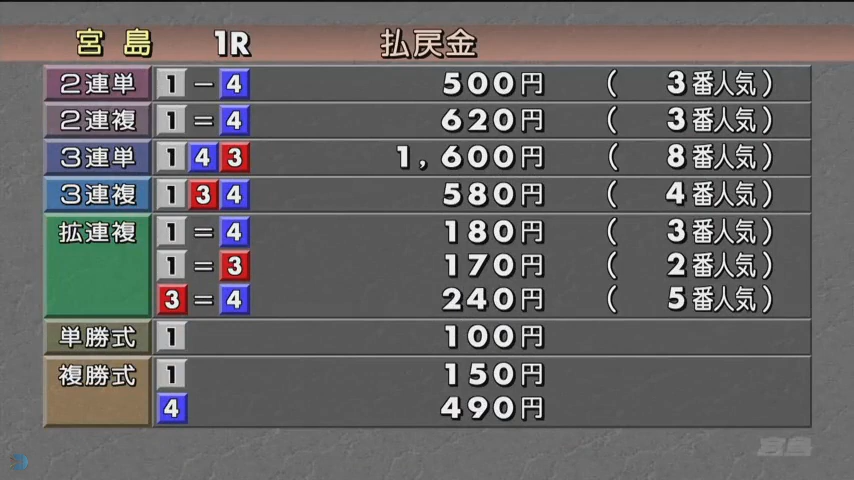 宮島 1R 払戻金
2連単 1 - 4 500円 ( 3番人気)
2連複 1 = 4 620円 ( 3番人気)
3連単 1 4 3 1,600円 ( 8番人気)
3連複 1 3 4 580円 ( 4番人気)
拡連複 1 = 4 180円 ( 3番人気)
1 = 3 170円 ( 2番人気)
3 = 4 240円 ( 5番人気)
単勝式 1 100円
複勝式 1 150円
4 490円
宮島